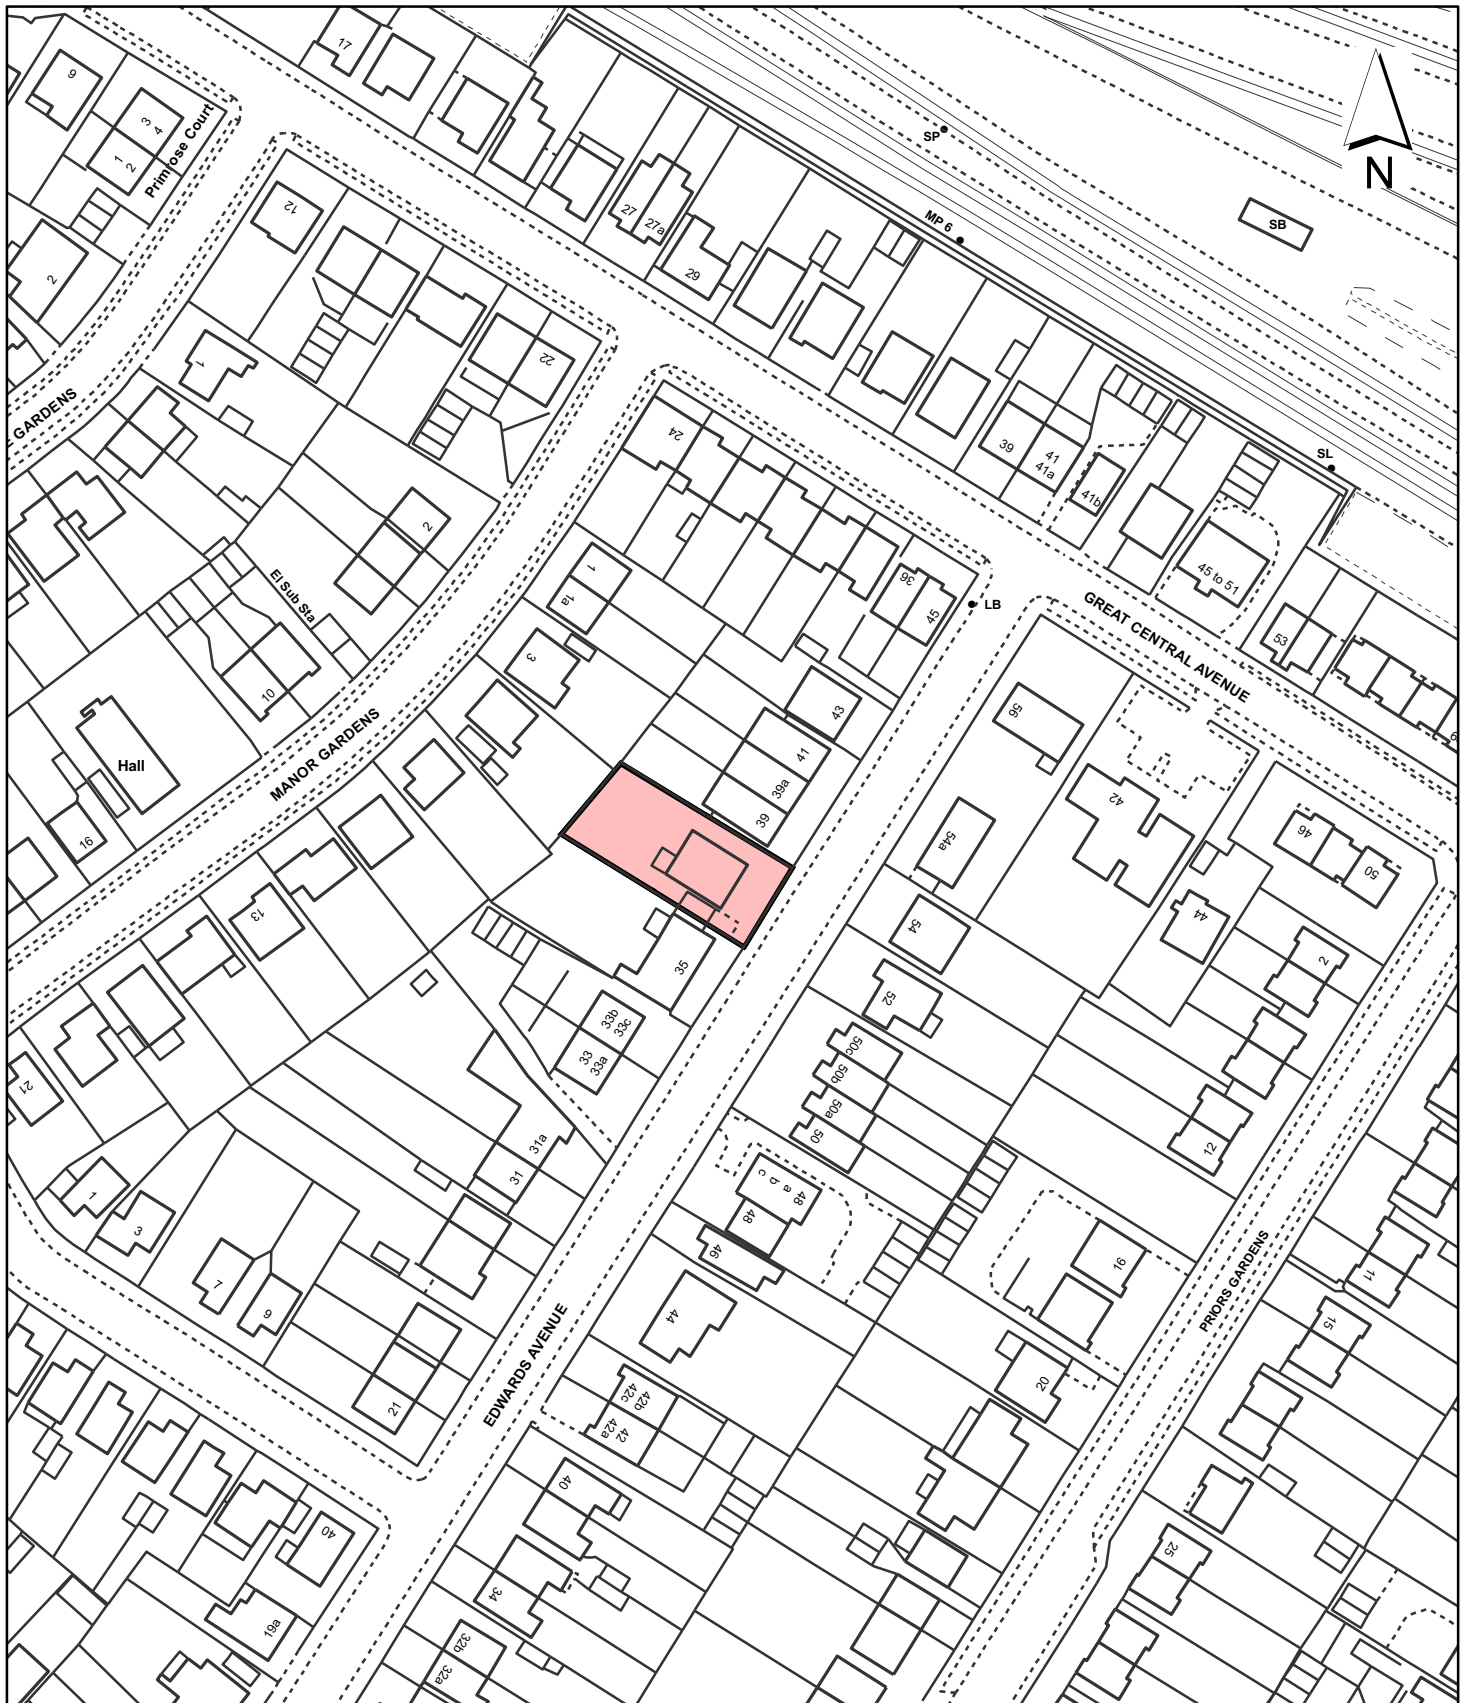 17
9
3
4
1
2
Primrose Court
SP
N
MP 6
SB
12
27
27a
29
2
1
22
E GARDENS
24
39
41
41a
41b
SL
2
45 to 51
El Sub Sta
1
1a
36
45
LB
GREAT CENTRAL AVENUE
53
3
10
43
56
6
Hall
MANOR GARDENS
41
39a
39
42
16
54a
46
50
13
44
54
35
2
52
33b
33c
33
33a
50c
50b
50a
50
21
31a
31
12
1
3
c
b
a
48
48
46
7
9
16
11
PRIORS GARDENS
44
15
EDWARDS AVENUE
20
21
42c
42b
42a
42
40
40
25
34
19a
32b
32a